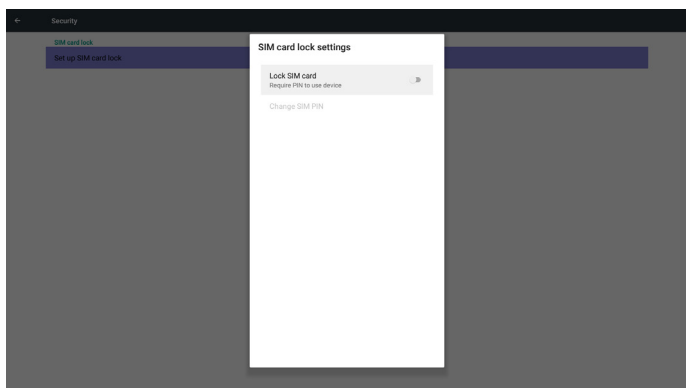 Security
SIM card lock
Set up SIM card lock
SIM card lock settings
Lock SIM card
Require PIN to use device
Change SIM PIN